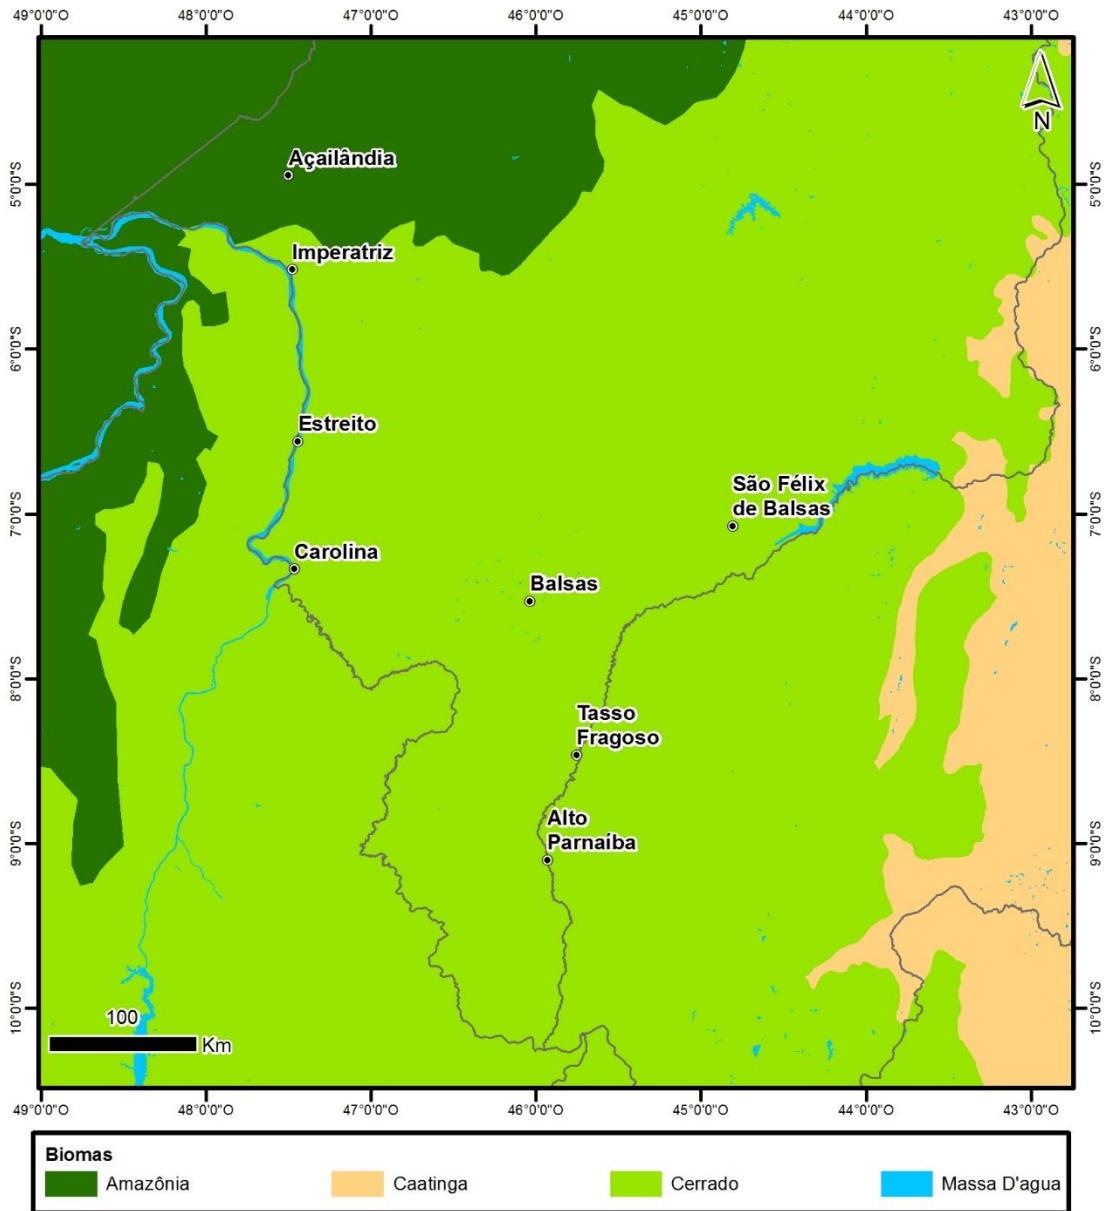 49°0'0"O 48°0'0"O 47°0'0"O 46°0'0"O 45°0'0"O 44°0'0"O 43°0'0"O
N
Açailândia
5°0'0"S 5°0'0"S
Imperatriz
6°0'0"S 6°0'0"S
Estreito
São Félix
de Balsas
7°0'0"S 7°0'0"S
Carolina
Balsas
8°0'0"S 8°0'0"S
Tasso
Fragoso
Alto
Parnaíba
9°0'0"S 9°0'0"S
10°0'0"S 10°0'0"S
100
Km
49°0'0"O 48°0'0"O 47°0'0"O 46°0'0"O 45°0'0"O 44°0'0"O 43°0'0"O
Biomas
Amazônia Caatinga Cerrado Massa D'agua